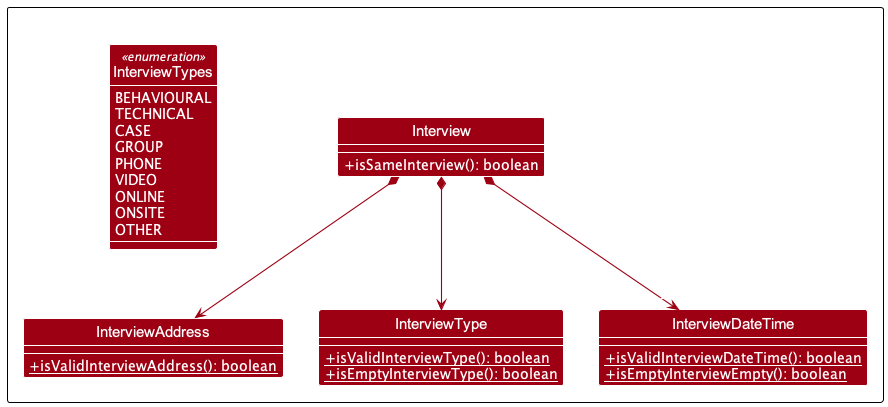 «enumeration»
InterviewTypes
BEHAVIOURAL
TECHNICAL
CASE
GROUP
PHONE
VIDEO
ONLINE
ONSITE
OTHER
Interview
+isSameInterview(): boolean
InterviewAddress
+isValidInterviewAddress(): boolean
InterviewType
+isValidInterviewType(): boolean
+isEmptyInterviewType(): boolean
InterviewDateTime
+isValidInterviewDateTime(): boolean
+isEmptyInterviewEmpty(): boolean